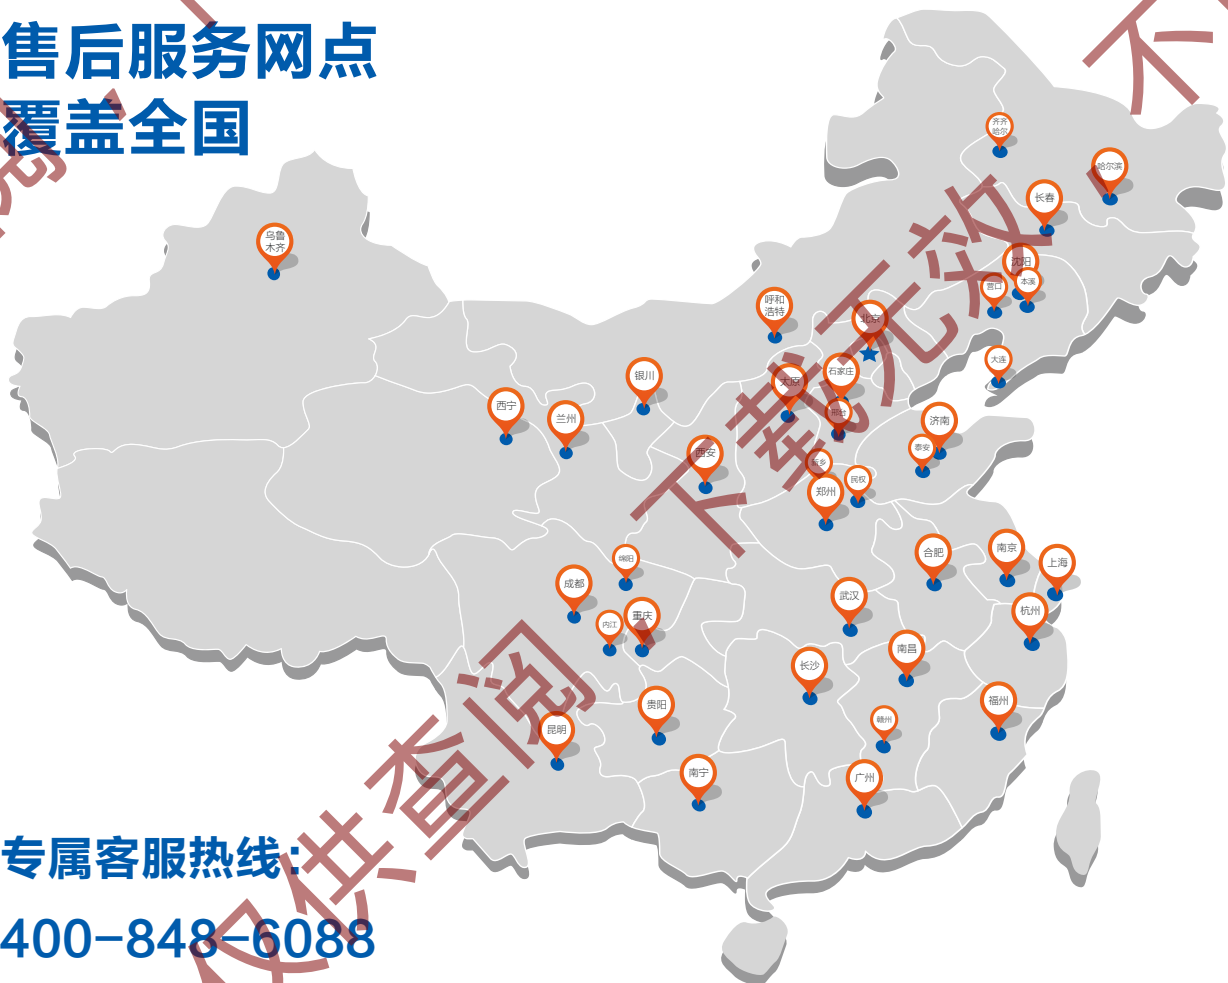 售后服务网点
覆盖全国
齐齐
哈尔
哈尔滨
长春
乌鲁
木齐
沈阳
营口
本溪
呼和
浩特
北京
大连
银川
太原
石家庄
西宁
兰州
邢台
济南
西安
泰安
新乡
郑州
民权
绵阳
合肥
南京
上海
成都
重庆
内江
武汉
杭州
南昌
长沙
贵阳
昆明
赣州
福州
南宁
广州
专属客服热线：
400-848-6088
仅供查阅，下载无效